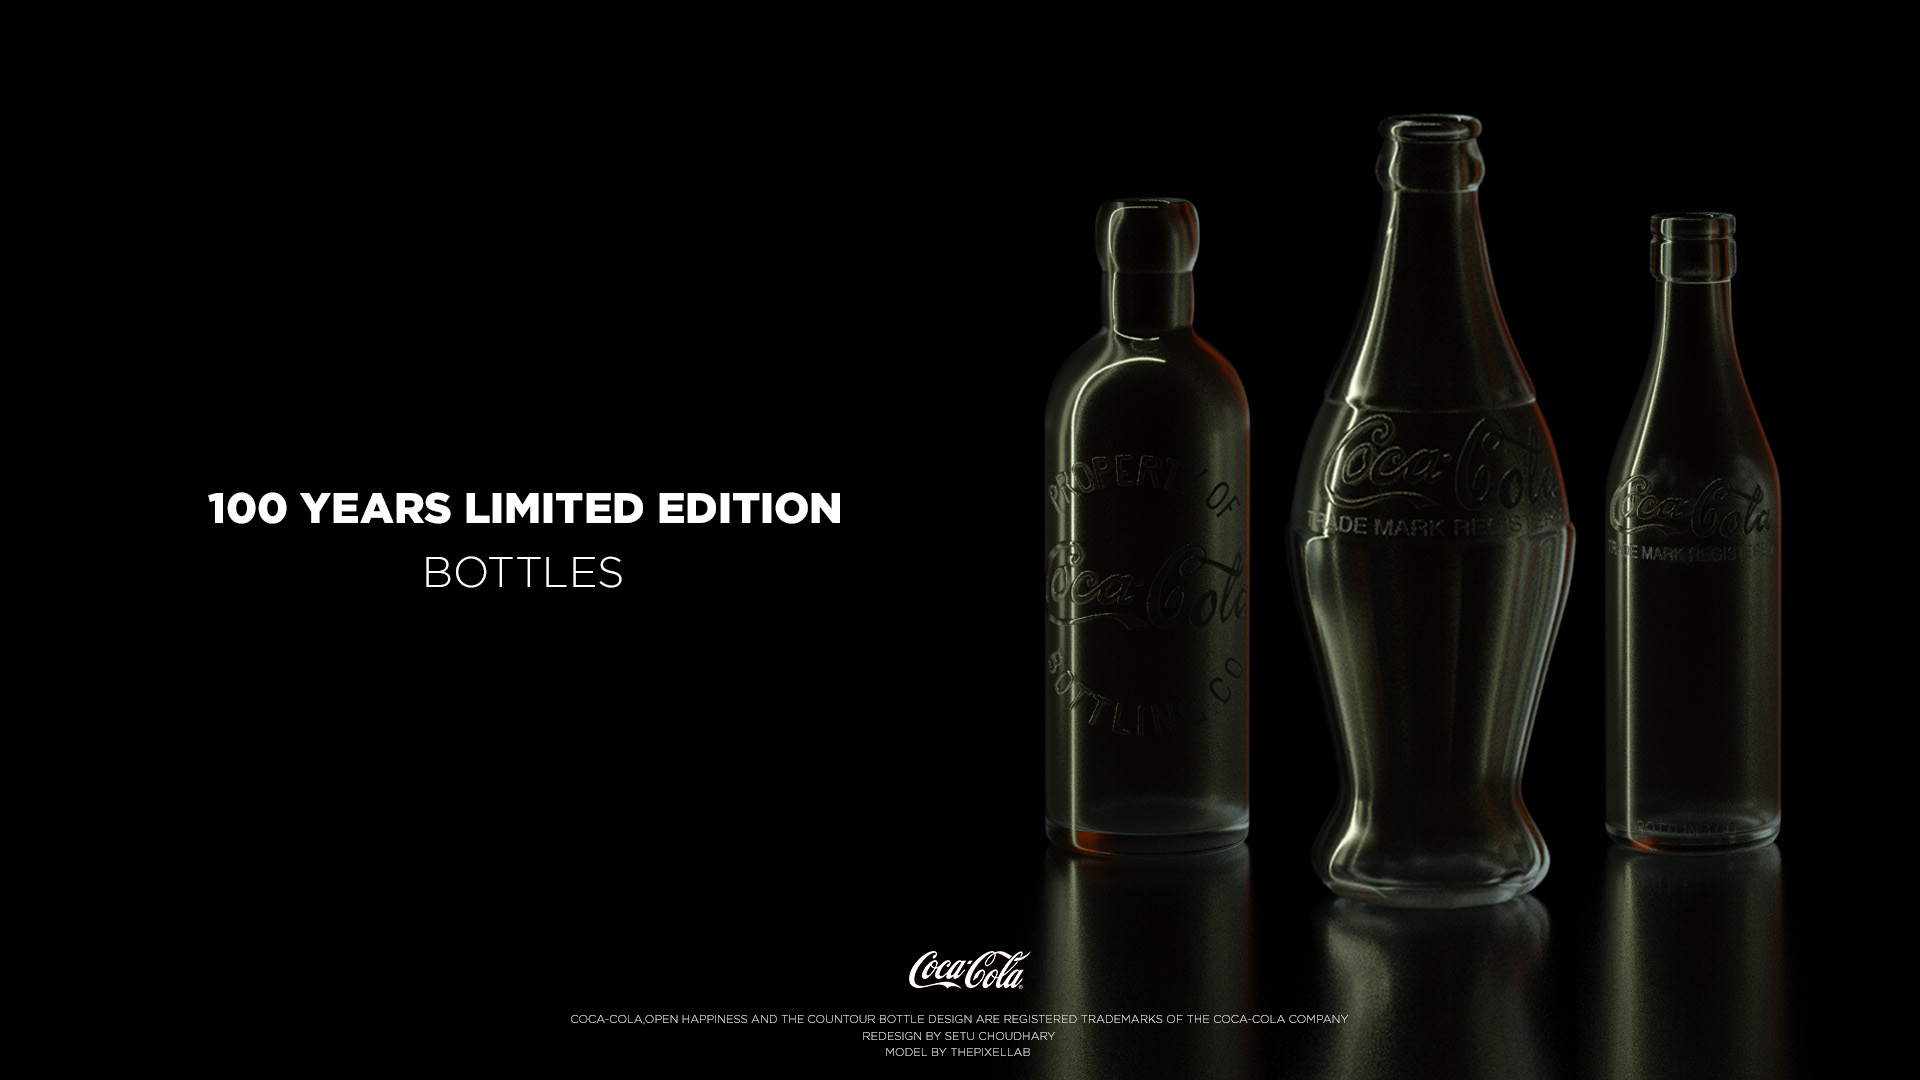 100 YEARS LIMITED EDITION
BOTTLES
PROPERTY OF
Coca-Cola
BOTTLING CO
Coca-Cola
TRADE MARK REGISTERED
Coca-Cola
TRADE MARK REGISTERED
Coca-Cola
COCA-COLA,OPEN HAPPINESS AND THE COUNTOUR BOTTLE DESIGN ARE REGISTERED TRADEMARKS OF THE COCA-COLA COMPANY
REDESIGN BY SETU CHOUDHARY
MODEL BY THEPIXELLAB